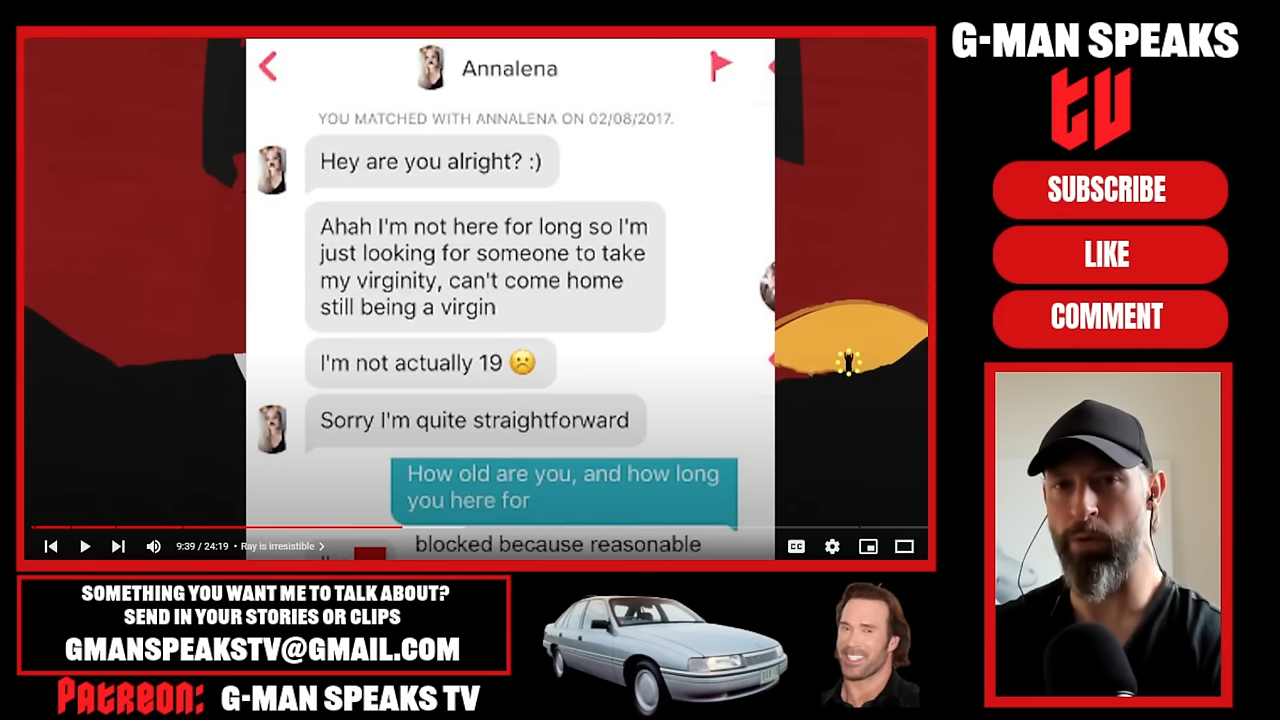 G-MAN SPEAKS
tv
Annalena
YOU MATCHED WITH ANNALENA ON 02/08/2017.
Hey are you alright? :)
Ahah I'm not here for long so I'm
just looking for someone to take
my virginity, can't come home
still being a virgin
I'm not actually 19 ☹️
Sorry I'm quite straightforward
How old are you, and how long
you here for
blocked because reasonable
9:39 / 24:19 • Ray is irresistible >
CC
SUBSCRIBE
LIKE
COMMENT
SOMETHING YOU WANT ME TO TALK ABOUT?
SEND IN YOUR STORIES OR CLIPS
GMANSPEAKSTV@GMAIL.COM
PATREON: G-MAN SPEAKS TV